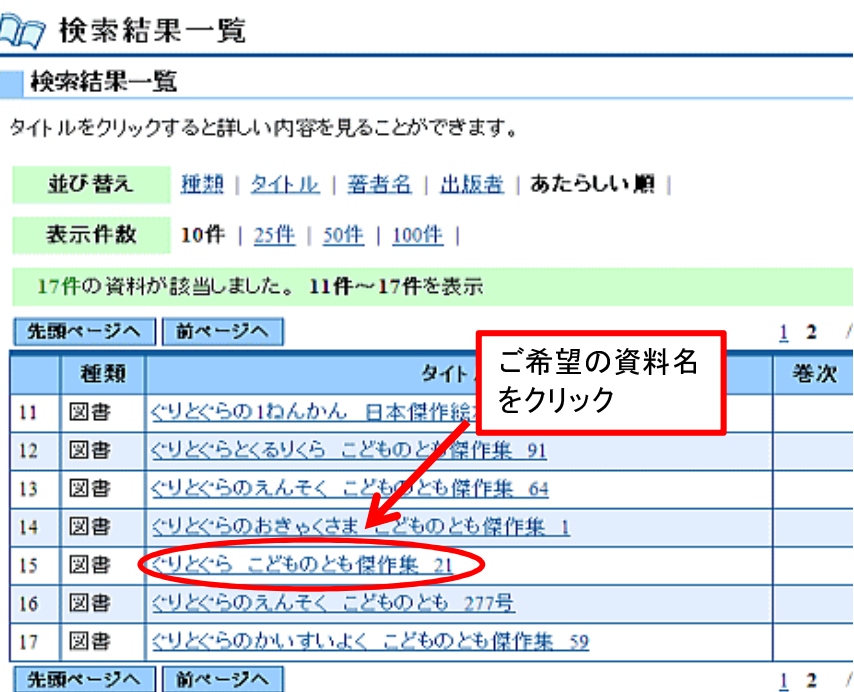 検索結果一覧
検索結果一覧
タイトルをクリックすると詳しい内容を見ることができます。
並び替え 種類 | タイトル | 著者名 | 出版者 | あたらしい順 |
表示件数 10件 | 25件 | 50件 | 100件 |
17件の資料が該当しました。 11件～17件を表示
先頭ページへ 前ページへ 1 2 /
ご希望の資料名
をクリック
種類 タイト 巻次
11 図書 ぐりとぐらの1ねんかん 日本傑作絵
12 図書 ぐりとぐらとくるりくら こどものとも傑作集 91
13 図書 ぐりとぐらのえんそく こどものとも傑作集 64
14 図書 ぐりとぐらのおきゃくさま こどものとも傑作集 1
15 図書 ぐりとぐら こどものとも傑作集 21
16 図書 ぐりとぐらのえんそく こどものとも 277号
17 図書 ぐりとぐらのかいすいよく こどものとも傑作集 59
先頭ページへ 前ページへ 1 2 /